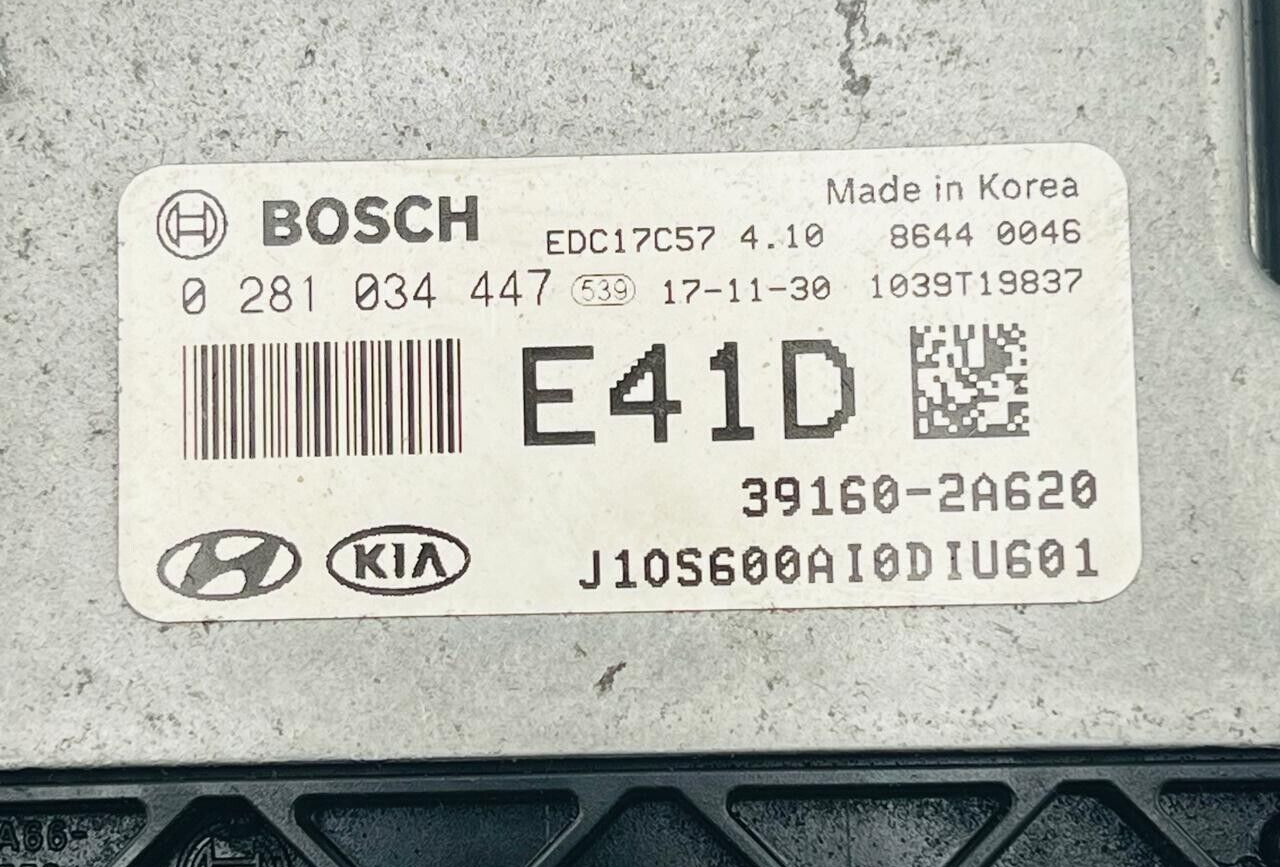 BOSCH
Made in Korea
EDC17C57 4.10 8644 0046
0 281 034 447 539 17-11-30 1039T19837
E41D
39160-2A620
KIA J10S600AI0DIU601
A66-